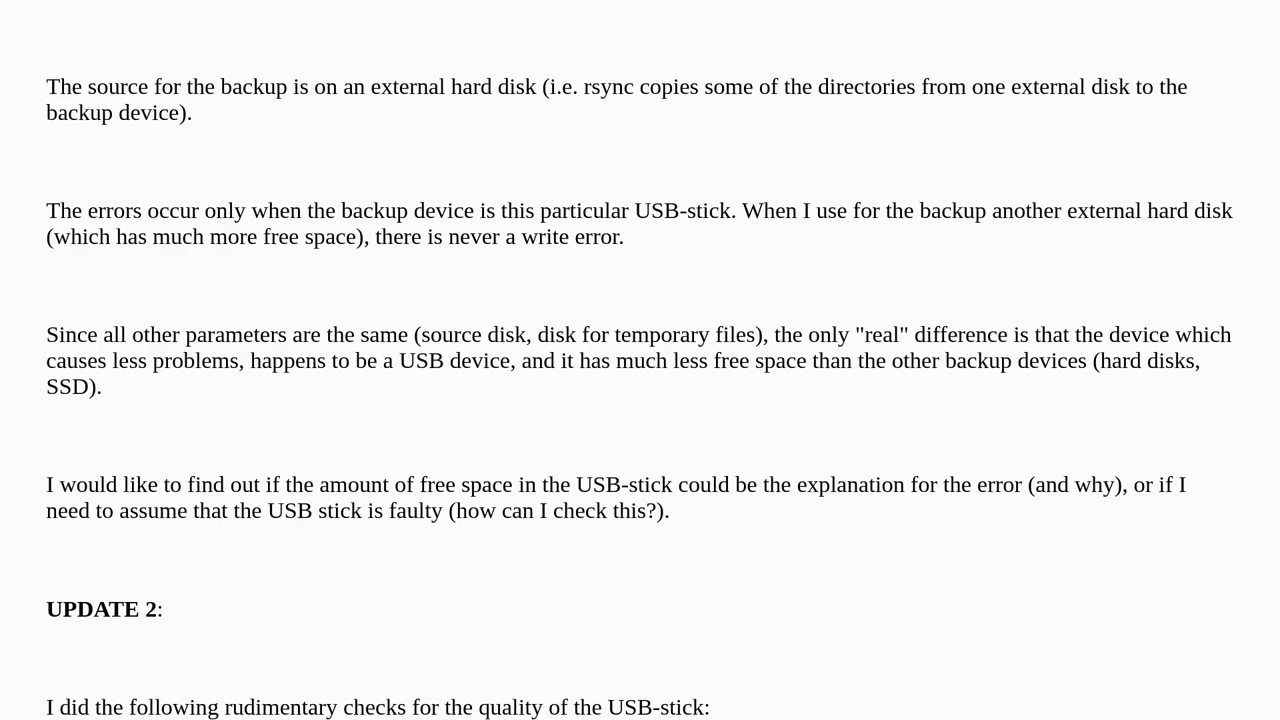 The source for the backup is on an external hard disk (i.e. rsync copies some of the directories from one external disk to the
backup device).
The errors occur only when the backup device is this particular USB-stick. When I use for the backup another external hard disk
(which has much more free space), there is never a write error.
Since all other parameters are the same (source disk, disk for temporary files), the only "real" difference is that the device which
causes less problems, happens to be a USB device, and it has much less free space than the other backup devices (hard disks,
SSD).
I would like to find out if the amount of free space in the USB-stick could be the explanation for the error (and why), or if I
need to assume that the USB stick is faulty (how can I check this?).
UPDATE 2:
I did the following rudimentary checks for the quality of the USB-stick: